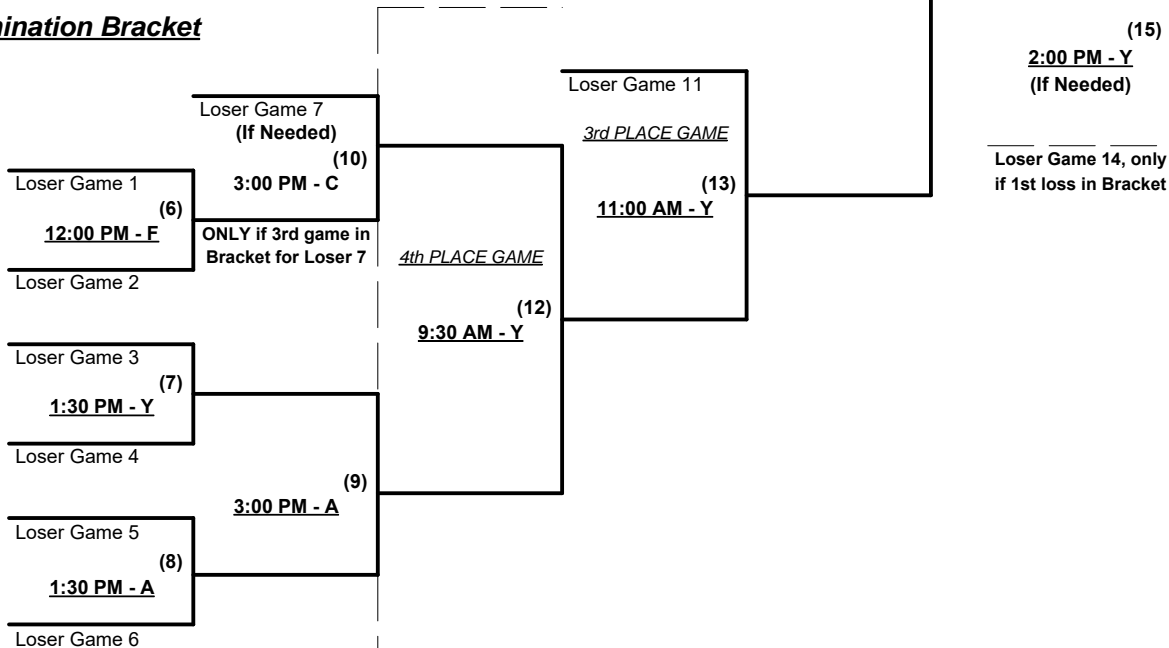 mination Bracket
(15)
2:00 PM - Y
(If Needed)
Loser Game 14, only
if 1st loss in Bracket
Loser Game 11
3rd PLACE GAME
(13)
11:00 AM - Y
Loser Game 7
(If Needed)
(10)
3:00 PM - C
ONLY if 3rd game in
Bracket for Loser 7
Loser Game 1
(6)
12:00 PM - F
Loser Game 2
4th PLACE GAME
(12)
9:30 AM - Y
Loser Game 3
(7)
1:30 PM - Y
Loser Game 4
(9)
3:00 PM - A
Loser Game 5
(8)
1:30 PM - A
Loser Game 6